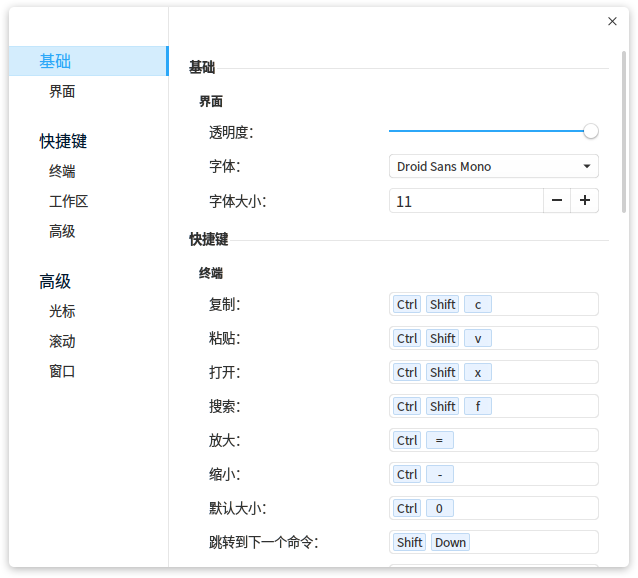 基础
界面
快捷键
终端
工作区
高级
高级
光标
滚动
窗口
基础
界面
透明度：
字体： Droid Sans Mono
字体大小： 11
快捷键
终端
复制： Ctrl Shift c
粘贴： Ctrl Shift v
打开： Ctrl Shift x
搜索： Ctrl Shift f
放大： Ctrl =
缩小： Ctrl -
默认大小： Ctrl 0
跳转到下一个命令： Shift Down